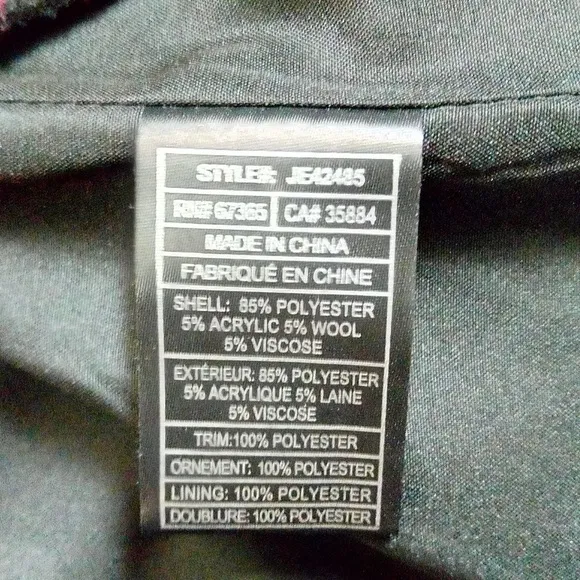 STYLE#: JE42485
RN# 67365 CA# 35884
MADE IN CHINA
FABRIQUÉ EN CHINE
SHELL: 85% POLYESTER
5% ACRYLIC 5% WOOL
5% VISCOSE
EXTÉRIEUR: 85% POLYESTER
5% ACRYLIQUE 5% LAINE
5% VISCOSE
TRIM:100% POLYESTER
ORNEMENT: 100% POLYESTER
LINING: 100% POLYESTER
DOUBLURE: 100% POLYESTER